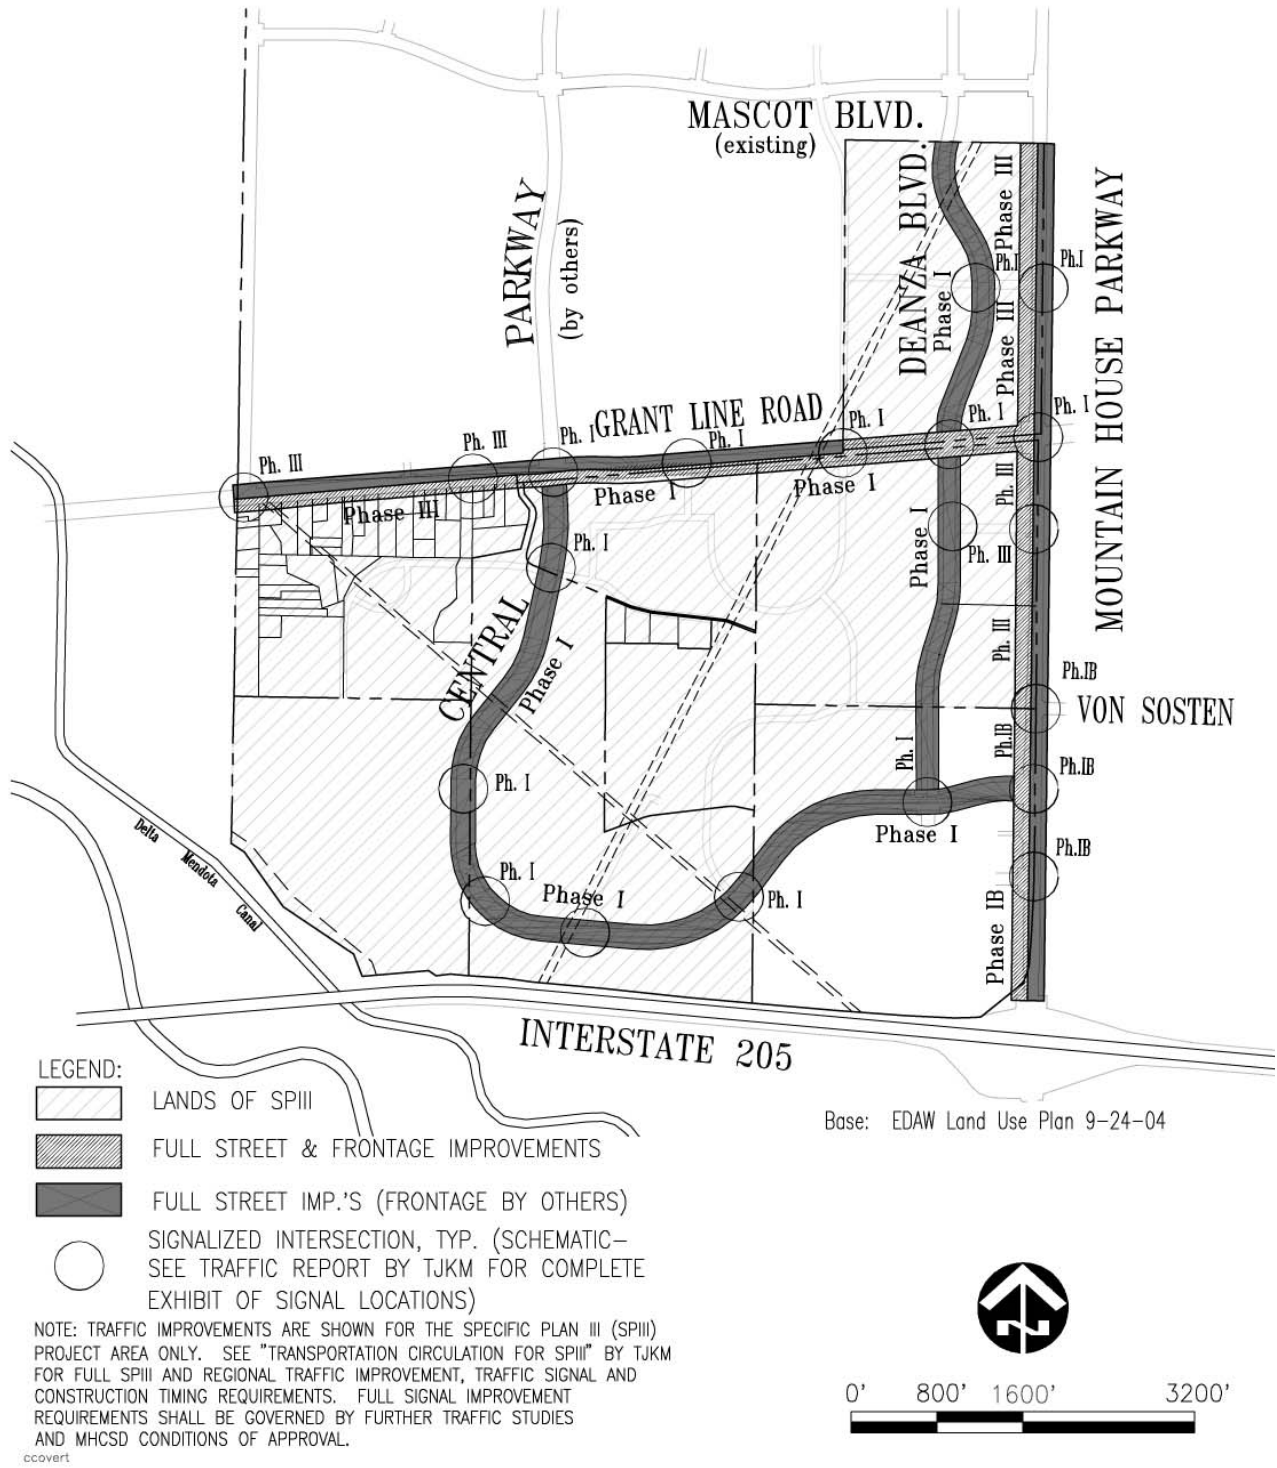 MASCOT BLVD.
(existing)
PARKWAY
(by others)
DEANZA BLVD.
Phase I
Phase III
Phase III
Ph.I
Ph.I
MOUNTAIN HOUSE PARKWAY
GRANT LINE ROAD
Ph. III
Ph. III
Ph. I
Ph. I
Ph. I
Ph. I
Ph. I
Phase III
Phase I
Phase I
Phase I
Ph. III
Ph. III
Ph. I
CENTRAL
Phase I
Ph. III
Ph.IB
VON SOSTEN
Ph. I
Ph.IB
Ph.IB
Ph. I
Phase I
Ph.IB
Ph. I
Phase I
Ph. I
Phase IB
Delta
Mendota
Canal
INTERSTATE 205
LEGEND:
LANDS OF SPIII
FULL STREET & FRONTAGE IMPROVEMENTS
FULL STREET IMP.'S (FRONTAGE BY OTHERS)
SIGNALIZED INTERSECTION, TYP. (SCHEMATIC–
SEE TRAFFIC REPORT BY TJKM FOR COMPLETE
EXHIBIT OF SIGNAL LOCATIONS)
NOTE: TRAFFIC IMPROVEMENTS ARE SHOWN FOR THE SPECIFIC PLAN III (SPIII)
PROJECT AREA ONLY. SEE "TRANSPORTATION CIRCULATION FOR SPIII" BY TJKM
FOR FULL SPIII AND REGIONAL TRAFFIC IMPROVEMENT, TRAFFIC SIGNAL AND
CONSTRUCTION TIMING REQUIREMENTS. FULL SIGNAL IMPROVEMENT
REQUIREMENTS SHALL BE GOVERNED BY FURTHER TRAFFIC STUDIES
AND MHCSD CONDITIONS OF APPROVAL.
ccovert
Base: EDAW Land Use Plan 9–24–04
N
0' 800' 1600' 3200'